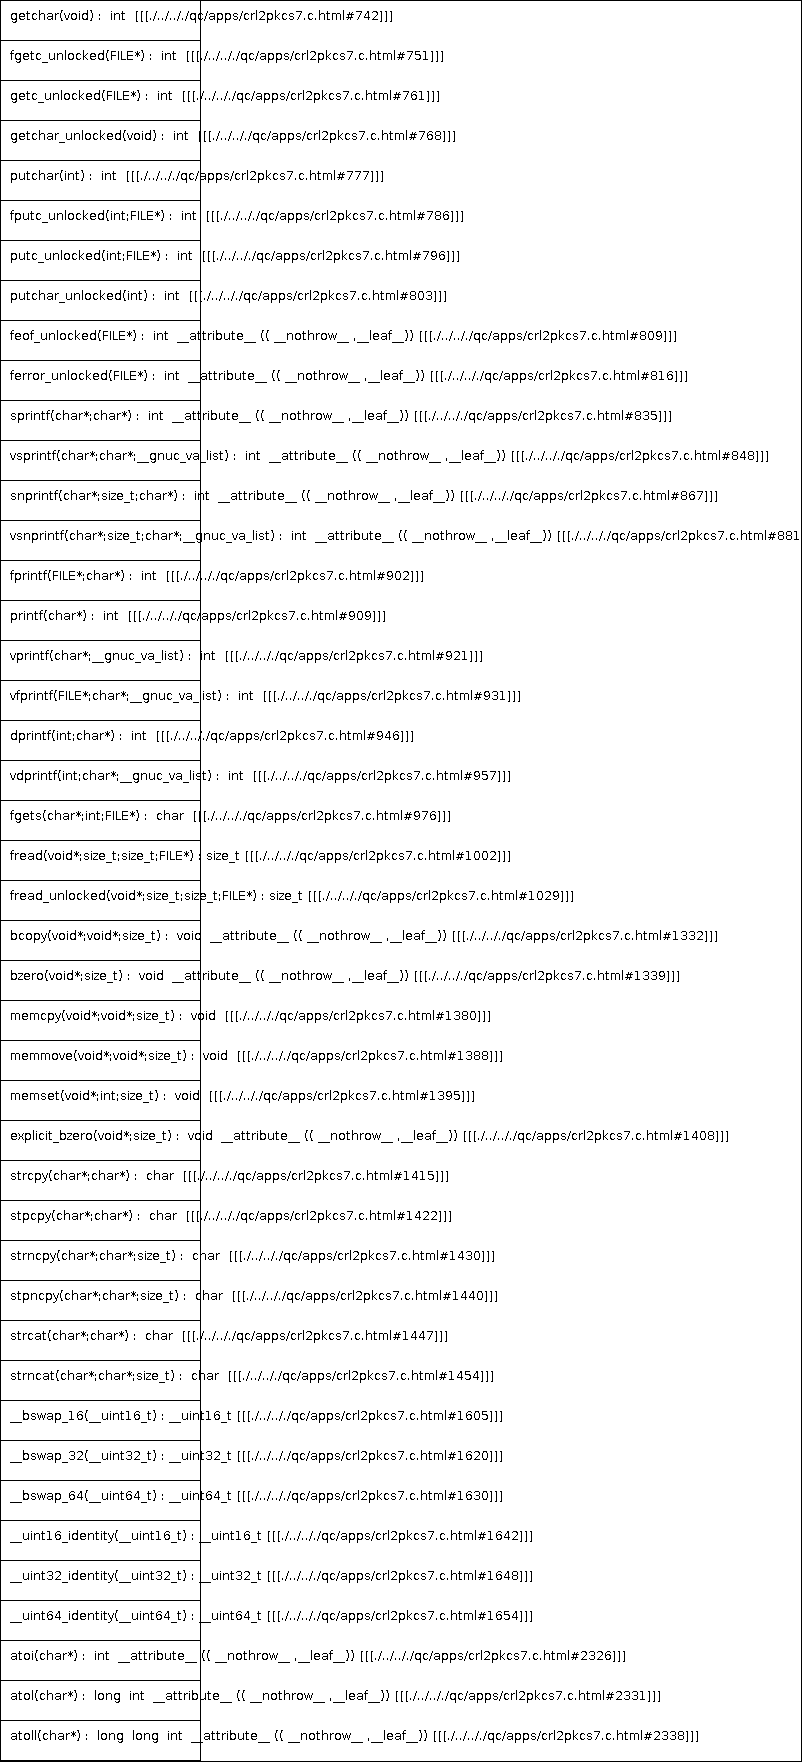 getchar(void) :  int  [[[./../.././qc/apps/crl2pkcs7.c.html#742]]]
fgetc_unlocked(FILE*) :  int  [[[./../.././qc/apps/crl2pkcs7.c.html#751]]]
getc_unlocked(FILE*) :  int  [[[./../.././qc/apps/crl2pkcs7.c.html#761]]]
getchar_unlocked(void) :  int  [[[./../.././qc/apps/crl2pkcs7.c.html#768]]]
putchar(int) :  int  [[[./../.././qc/apps/crl2pkcs7.c.html#777]]]
fputc_unlocked(int;FILE*) :  int  [[[./../.././qc/apps/crl2pkcs7.c.html#786]]]
putc_unlocked(int;FILE*) :  int  [[[./../.././qc/apps/crl2pkcs7.c.html#796]]]
putchar_unlocked(int) :  int  [[[./../.././qc/apps/crl2pkcs7.c.html#803]]]
feof_unlocked(FILE*) :  int  __attribute__ (( __nothrow__ ,__leaf__)) [[[./../.././qc/apps/crl2pkcs7.c.html#809]]]
ferror_unlocked(FILE*) :  int  __attribute__ (( __nothrow__ ,__leaf__)) [[[./../.././qc/apps/crl2pkcs7.c.html#816]]]
sprintf(char*;char*) :  int  __attribute__ (( __nothrow__ ,__leaf__)) [[[./../.././qc/apps/crl2pkcs7.c.html#835]]]
vsprintf(char*;char*;__gnuc_va_list) :  int  __attribute__ (( __nothrow__ ,__leaf__)) [[[./../.././qc/apps/crl2pkcs7.c.html#848]]]
snprintf(char*;size_t;char*) :  int  __attribute__ (( __nothrow__ ,__leaf__)) [[[./../.././qc/apps/crl2pkcs7.c.html#867]]]
vsnprintf(char*;size_t;char*;__gnuc_va_list) :  int  __attribute__ (( __nothrow__ ,__leaf__)) [[[./../.././qc/apps/crl2pkcs7.c.html#881
fprintf(FILE*;char*) :  int  [[[./../.././qc/apps/crl2pkcs7.c.html#902]]]
printf(char*) :  int  [[[./../.././qc/apps/crl2pkcs7.c.html#909]]]
vprintf(char*;__gnuc_va_list) :  int  [[[./../.././qc/apps/crl2pkcs7.c.html#921]]]
vfprintf(FILE*;char*;__gnuc_va_list) :  int  [[[./../.././qc/apps/crl2pkcs7.c.html#931]]]
dprintf(int;char*) :  int  [[[./../.././qc/apps/crl2pkcs7.c.html#946]]]
vdprintf(int;char*;__gnuc_va_list) :  int  [[[./../.././qc/apps/crl2pkcs7.c.html#957]]]
fgets(char*;int;FILE*) :  char  [[[./../.././qc/apps/crl2pkcs7.c.html#976]]]
fread(void*;size_t;size_t;FILE*) : size_t [[[./../.././qc/apps/crl2pkcs7.c.html#1002]]]
fread_unlocked(void*;size_t;size_t;FILE*) : size_t [[[./../.././qc/apps/crl2pkcs7.c.html#1029]]]
bcopy(void*;void*;size_t) :  void  __attribute__ (( __nothrow__ ,__leaf__)) [[[./../.././qc/apps/crl2pkcs7.c.html#1332]]]
bzero(void*;size_t) :  void  __attribute__ (( __nothrow__ ,__leaf__)) [[[./../.././qc/apps/crl2pkcs7.c.html#1339]]]
memcpy(void*;void*;size_t) :  void  [[[./../.././qc/apps/crl2pkcs7.c.html#1380]]]
memmove(void*;void*;size_t) :  void  [[[./../.././qc/apps/crl2pkcs7.c.html#1388]]]
memset(void*;int;size_t) :  void  [[[./../.././qc/apps/crl2pkcs7.c.html#1395]]]
explicit_bzero(void*;size_t) :  void  __attribute__ (( __nothrow__ ,__leaf__)) [[[./../.././qc/apps/crl2pkcs7.c.html#1408]]]
strcpy(char*;char*) :  char  [[[./../.././qc/apps/crl2pkcs7.c.html#1415]]]
stpcpy(char*;char*) :  char  [[[./../.././qc/apps/crl2pkcs7.c.html#1422]]]
strncpy(char*;char*;size_t) :  char  [[[./../.././qc/apps/crl2pkcs7.c.html#1430]]]
stpncpy(char*;char*;size_t) :  char  [[[./../.././qc/apps/crl2pkcs7.c.html#1440]]]
strcat(char*;char*) :  char  [[[./../.././qc/apps/crl2pkcs7.c.html#1447]]]
strncat(char*;char*;size_t) :  char  [[[./../.././qc/apps/crl2pkcs7.c.html#1454]]]
__bswap_16(__uint16_t) : __uint16_t [[[./../.././qc/apps/crl2pkcs7.c.html#1605]]]
__bswap_32(__uint32_t) : __uint32_t [[[./../.././qc/apps/crl2pkcs7.c.html#1620]]]
__bswap_64(__uint64_t) : __uint64_t [[[./../.././qc/apps/crl2pkcs7.c.html#1630]]]
__uint16_identity(__uint16_t) : __uint16_t [[[./../.././qc/apps/crl2pkcs7.c.html#1642]]]
__uint32_identity(__uint32_t) : __uint32_t [[[./../.././qc/apps/crl2pkcs7.c.html#1648]]]
__uint64_identity(__uint64_t) : __uint64_t [[[./../.././qc/apps/crl2pkcs7.c.html#1654]]]
atoi(char*) :  int  __attribute__ (( __nothrow__ ,__leaf__)) [[[./../.././qc/apps/crl2pkcs7.c.html#2326]]]
atol(char*) :  long  int  __attribute__ (( __nothrow__ ,__leaf__)) [[[./../.././qc/apps/crl2pkcs7.c.html#2331]]]
atoll(char*) :  long  long  int  __attribute__ (( __nothrow__ ,__leaf__)) [[[./../.././qc/apps/crl2pkcs7.c.html#2338]]]